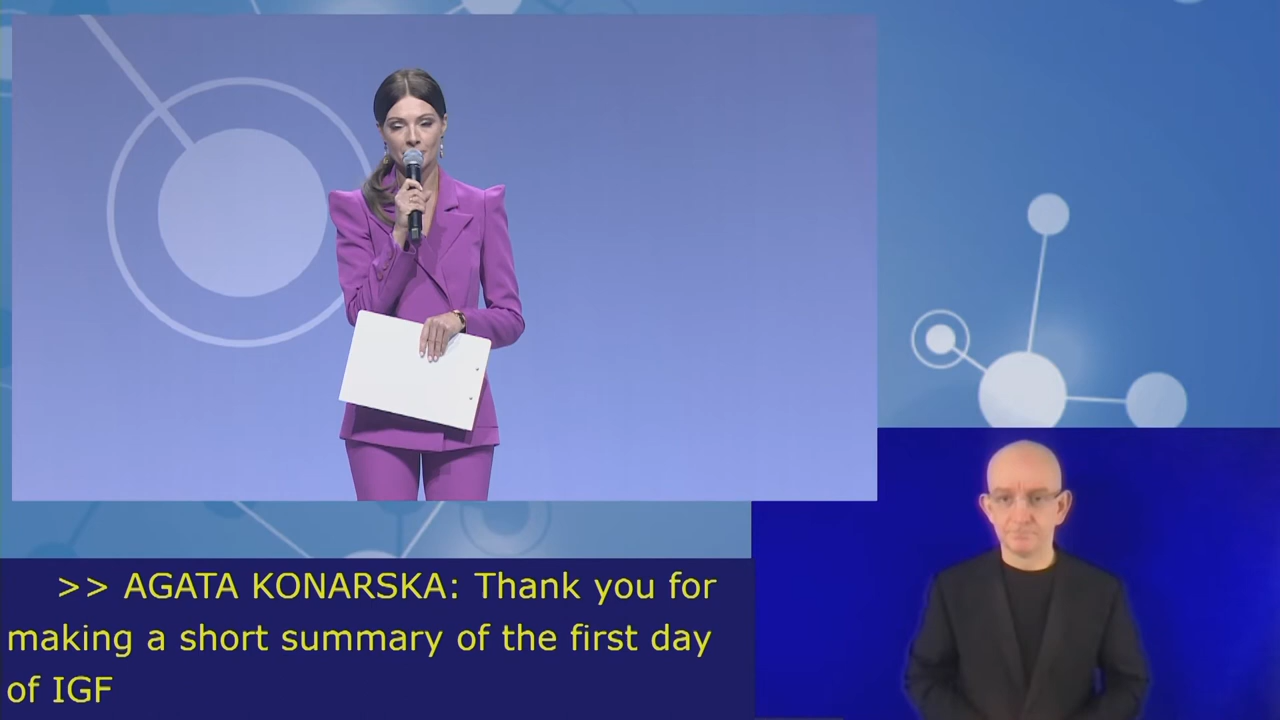 >> AGATA KONARSKA: Thank you for
making a short summary of the first day
of IGF